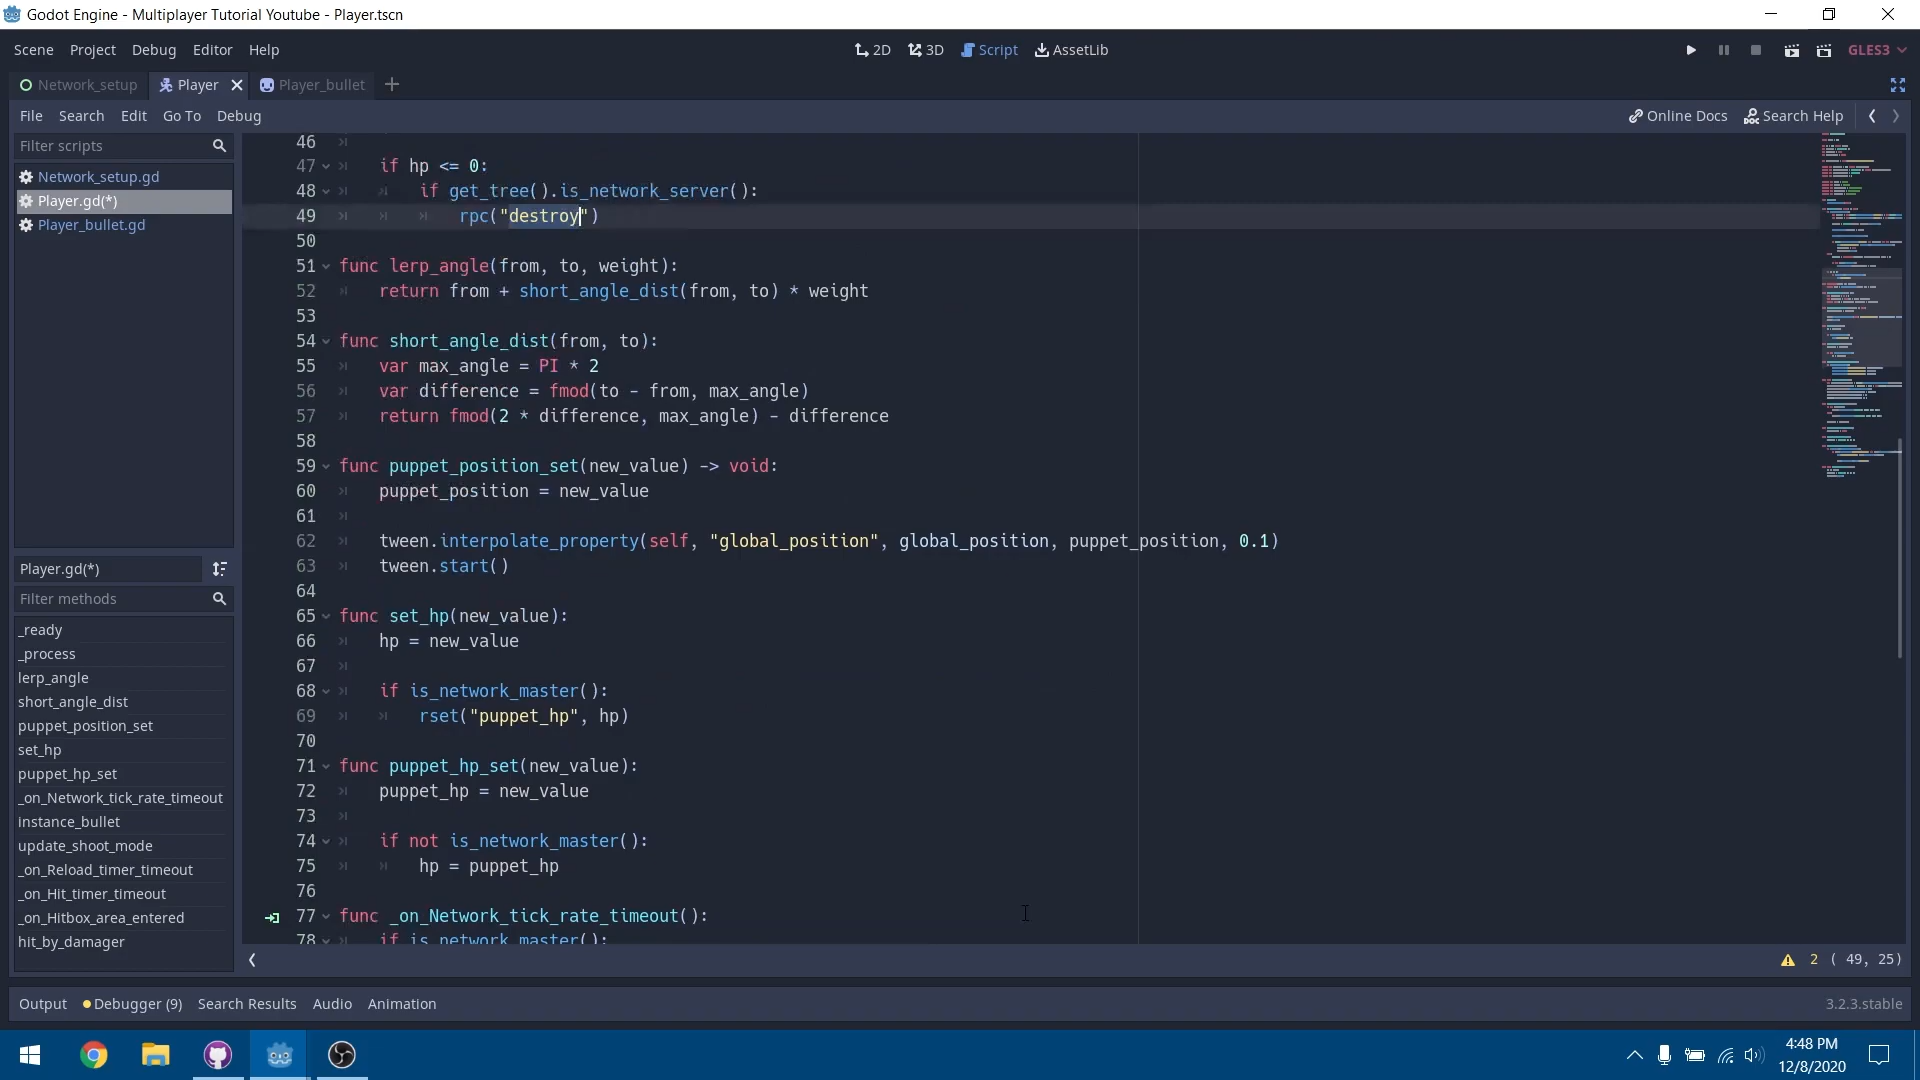 Godot Engine - Multiplayer Tutorial Youtube - Player.tscn
Scene Project Debug Editor Help
2D 3D Script AssetLib
GLES3
Network_setup Player Player_bullet
File Search Edit Go To Debug
Online Docs Search Help
Filter scripts
Network_setup.gd
Player.gd(*)
Player_bullet.gd
Player.gd(*)
Filter methods
_ready
_process
lerp_angle
short_angle_dist
puppet_position_set
set_hp
puppet_hp_set
_on_Network_tick_rate_timeout
instance_bullet
update_shoot_mode
_on_Reload_timer_timeout
_on_Hit_timer_timeout
_on_Hitbox_area_entered
hit_by_damager
46
47 if hp <= 0:
48 if get_tree().is_network_server():
49 rpc("destroy")
50
51 func lerp_angle(from, to, weight):
52 return from + short_angle_dist(from, to) * weight
53
54 func short_angle_dist(from, to):
55 var max_angle = PI * 2
56 var difference = fmod(to - from, max_angle)
57 return fmod(2 * difference, max_angle) - difference
58
59 func puppet_position_set(new_value) -> void:
60 puppet_position = new_value
61
62 tween.interpolate_property(self, "global_position", global_position, puppet_position, 0.1)
63 tween.start()
64
65 func set_hp(new_value):
66 hp = new_value
67
68 if is_network_master():
69 rset("puppet_hp", hp)
70
71 func puppet_hp_set(new_value):
72 puppet_hp = new_value
73
74 if not is_network_master():
75 hp = puppet_hp
76
77 func _on_Network_tick_rate_timeout():
78 if is_network_master():
2 ( 49, 25)
Output Debugger (9) Search Results Audio Animation
3.2.3.stable
4:48 PM
12/8/2020